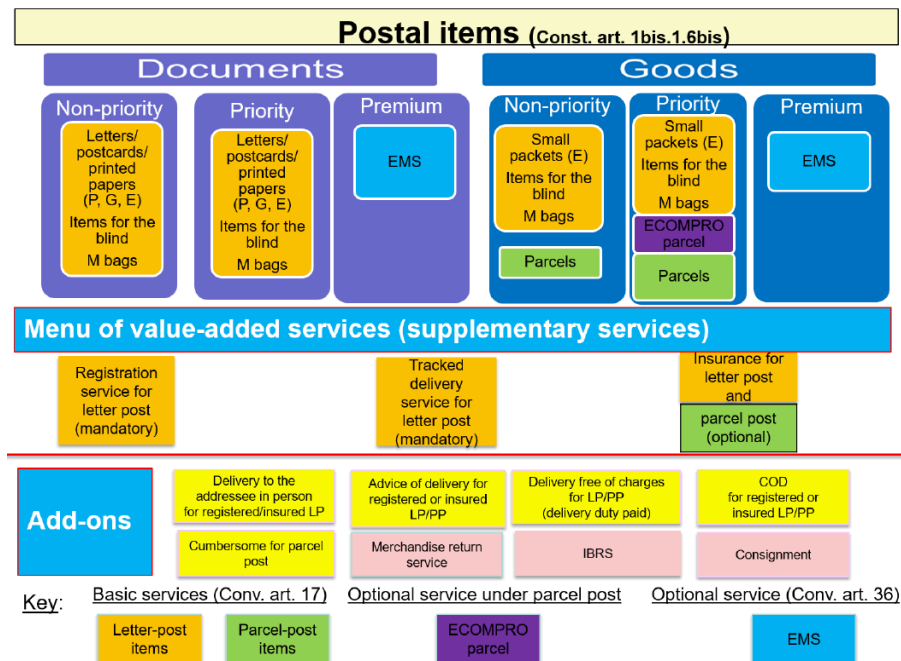 Postal items (Const. art. 1bis.1.6bis)
Documents
Goods
Non-priority
Letters/
postcards/
printed
papers
(P, G, E)
Items for
the blind
M bags
Priority
Letters/
postcards/
printed
papers
(P, G, E)
Items for
the blind
M bags
Premium
EMS
Non-priority
Small
packets (E)
Items for the
blind
M bags
Parcels
Priority
Small
packets (E)
Items for the
blind
M bags
ECOMPRO
parcel
Parcels
Premium
EMS
Menu of value-added services (supplementary services)
Registration
service for
letter post
(mandatory)
Tracked
delivery
service for
letter post
(mandatory)
Insurance for
letter post
and
parcel post
(optional)
Add-ons
Delivery to the
addressee in person
for registered/insured LP
Advice of delivery for
registered or insured
LP/PP
Delivery free of charges
for LP/PP
(delivery duty paid)
COD
for registered or
insured LP/PP
Cumbersome for parcel
post
Merchandise return
service
IBRS
Consignment
Key:
Basic services (Conv. art. 17)
Optional service under parcel post
Optional service (Conv. art. 36)
Letter-post
items
Parcel-post
items
ECOMPRO
parcel
EMS